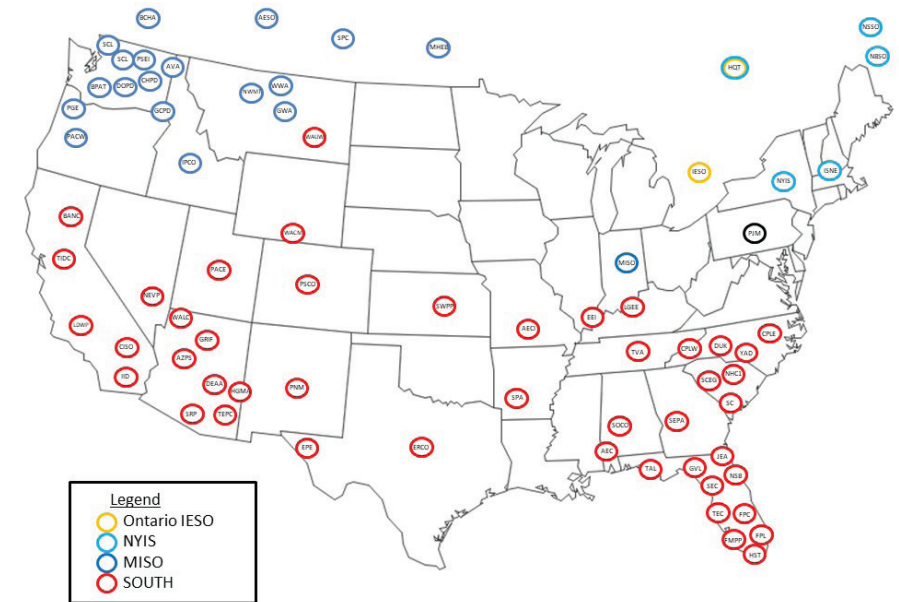 BCHA
AESO
SPC
MHEB
NSSO
NBSO
HQT
SCL
SCL
PSEI
AVA
BPAT
DOPD
CHPD
GCPD
PGE
PACW
IPCO
NWMT
WWA
GWA
WAUW
IESO
NYIS
ISNE
PJM
MISO
BANC
TIDC
WACM
PACE
PSCO
NEVP
SWPP
WALC
LDWP
CISO
IID
GRIF
AZPS
DEAA
HGMA
SRP
TEPC
PNM
EPE
ERCO
AECI
SPA
EEI
LGEE
TVA
CPLW
DUK
YAD
CPLE
SCEG
NHC1
SC
SOCO
SEPA
AEC
TAL
GVL
JEA
NSB
SEC
TEC
FPC
FMPP
FPL
HST
Legend
Ontario IESO
NYIS
MISO
SOUTH